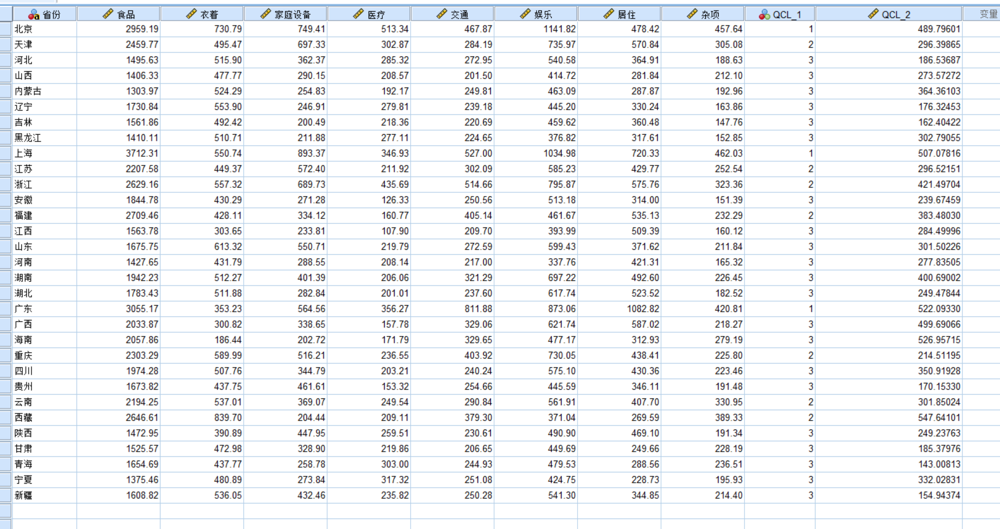 省份 食品 衣着 家庭设备 医疗 交通 娱乐 居住 杂项 QCL_1 QCL_2 变量
北京 2959.19 730.79 749.41 513.34 467.87 1141.82 478.42 457.64 1 489.79601
天津 2459.77 495.47 697.33 302.87 284.19 735.97 570.84 305.08 2 296.39865
河北 1495.63 515.90 362.37 285.32 272.95 540.58 364.91 188.63 3 186.53687
山西 1406.33 477.77 290.15 208.57 201.50 414.72 281.84 212.10 3 273.57272
内蒙古 1303.97 524.29 254.83 192.17 249.81 463.09 287.87 192.96 3 364.36103
辽宁 1730.84 553.90 246.91 279.81 239.18 445.20 330.24 163.86 3 176.32453
吉林 1561.86 492.42 200.49 218.36 220.69 459.62 360.48 147.76 3 162.40422
黑龙江 1410.11 510.71 211.88 277.11 224.65 376.82 317.61 152.85 3 302.79055
上海 3712.31 550.74 893.37 346.93 527.00 1034.98 720.33 462.03 1 507.07816
江苏 2207.58 449.37 572.40 211.92 302.09 585.23 429.77 252.54 2 296.52151
浙江 2629.16 557.32 689.73 435.69 514.66 795.87 575.76 323.36 2 421.49704
安徽 1844.78 430.29 271.28 126.33 250.56 513.18 314.00 151.39 3 239.67459
福建 2709.46 428.11 334.12 160.77 405.14 461.67 535.13 232.29 2 383.48030
江西 1563.78 303.65 233.81 107.90 209.70 393.99 509.39 160.12 3 284.49996
山东 1675.75 613.32 550.71 219.79 272.59 599.43 371.62 211.84 3 301.50226
河南 1427.65 431.79 288.55 208.14 217.00 337.76 421.31 165.32 3 277.83505
湖南 1942.23 512.27 401.39 206.06 321.29 697.22 492.60 226.45 3 400.69002
湖北 1783.43 511.88 282.84 201.01 237.60 617.74 523.52 182.52 3 249.47844
广东 3055.17 353.23 564.56 356.27 811.88 873.06 1082.82 420.81 1 522.09330
广西 2033.87 300.82 338.65 157.78 329.06 621.74 587.02 218.27 3 499.69066
海南 2057.86 186.44 202.72 171.79 329.65 477.17 312.93 279.19 3 526.95715
重庆 2303.29 589.99 516.21 236.55 403.92 730.05 438.41 225.80 2 214.51195
四川 1974.28 507.76 344.79 203.21 240.24 575.10 430.36 223.46 3 350.91928
贵州 1673.82 437.75 461.61 153.32 254.66 445.59 346.11 191.48 3 170.15330
云南 2194.25 537.01 369.07 249.54 290.84 561.91 407.70 330.95 2 301.85024
西藏 2646.61 839.70 204.44 209.11 379.30 371.04 269.59 389.33 2 547.64101
陕西 1472.95 390.89 447.95 259.51 230.61 490.90 469.10 191.34 3 249.23763
甘肃 1525.57 472.98 328.90 219.86 206.65 449.69 249.66 228.19 3 185.37976
青海 1654.69 437.77 258.78 303.00 244.93 479.53 288.56 236.51 3 143.00813
宁夏 1375.46 480.89 273.84 317.32 251.08 424.75 228.73 195.93 3 332.02831
新疆 1608.82 536.05 432.46 235.82 250.28 541.30 344.85 214.40 3 154.94374